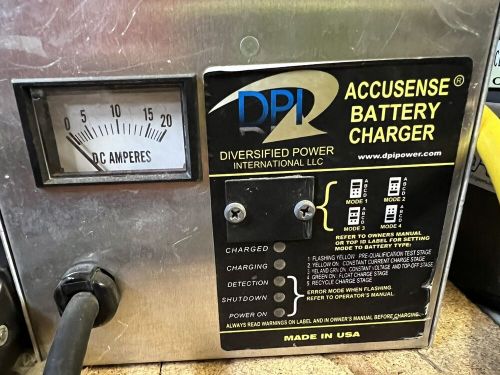 0 5 10 15 20
DC AMPERES
DPI
DIVERSIFIED POWER
INTERNATIONAL LLC
ACCUSENSE®
BATTERY
CHARGER
www.dpipower.com
A
B
C
D
MODE 1
A
B
C
D
MODE 2
A
B
C
D
MODE 3
A
B
C
D
MODE 4
REFER TO OWNERS MANUAL
OR TOP ID LABEL FOR SETTING
MODE TO BATTERY TYPE:
CHARGED
CHARGING
DETECTION
SHUTDOWN
POWER ON
1 FLASHING YELLOW PRE-QUALIFICATION TEST STAGE
2 YELLOW ON CONSTANT CURRENT CHARGE STAGE
3 YEL AND GRN ON CONSTANT VOLTAGE AND TOP-OFF STAGE
4 GREEN ON FLOAT CHARGE STAGE
5 RECYCLE CHARGE STAGE
ERROR MODE WHEN FLASHING.
REFER TO OPERATOR'S MANUAL.
ALWAYS READ WARNINGS ON LABEL AND IN OWNER'S MANUAL BEFORE CHARGING.
MADE IN USA